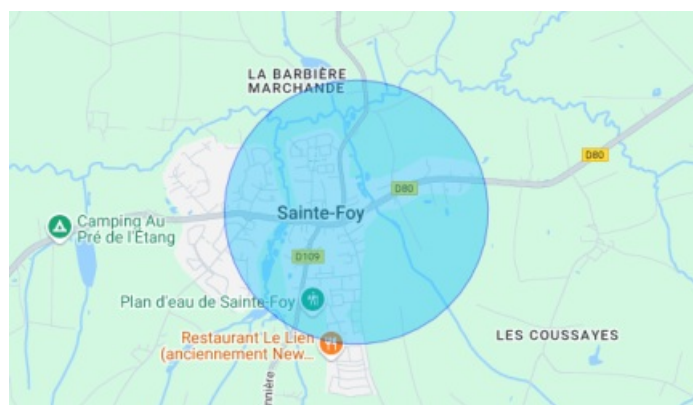 LA BARBIÈRE
MARCHANDE
D80
D80
Sainte-Foy
Camping Au
Pré de l'Étang
D109
Plan d'eau de Sainte-Foy
Restaurant Le Lien
(anciennement New...
LES COUSSAYES